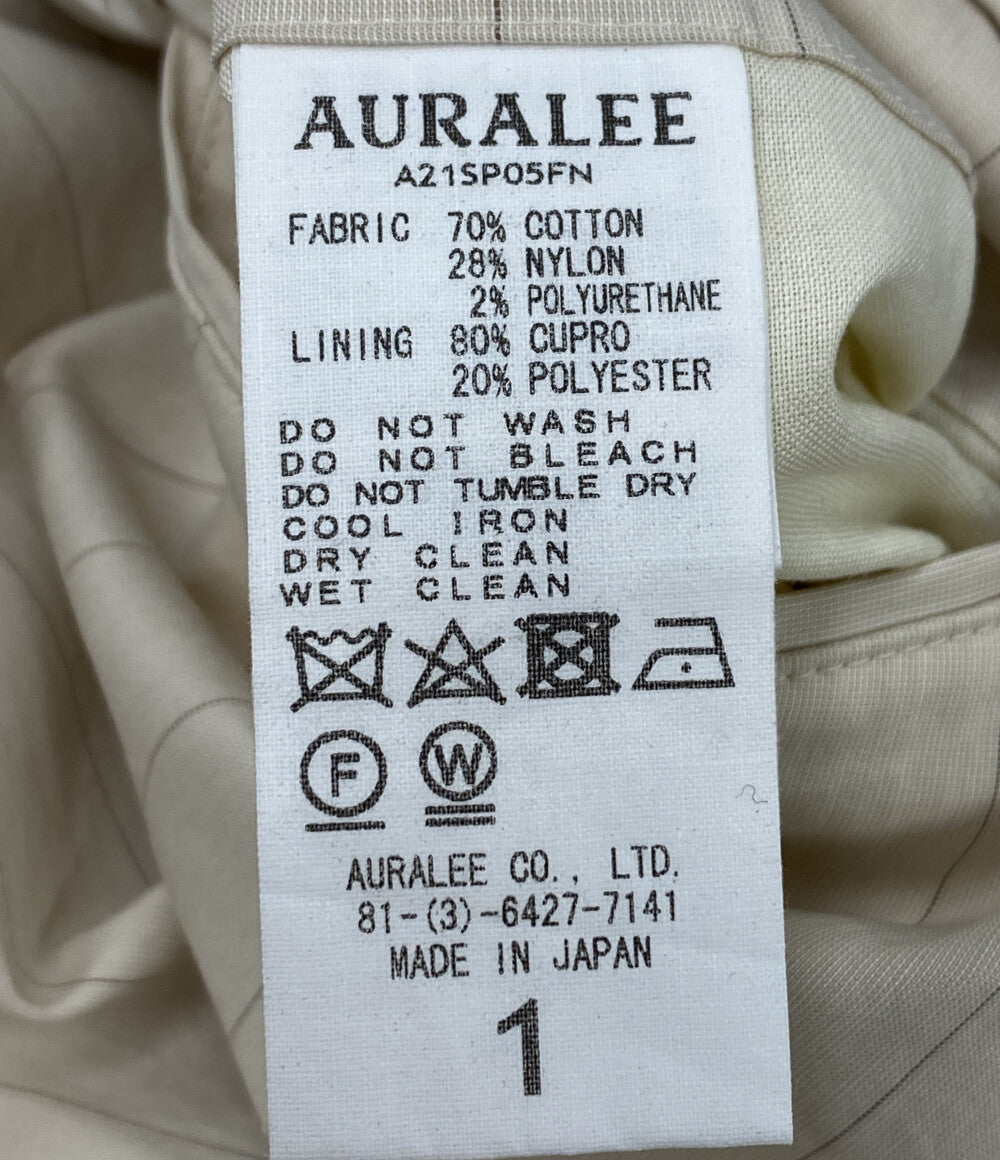 AURALEE
A21SP05FN
FABRIC 70% COTTON
28% NYLON
2% POLYURETHANE
LINING 80% CUPRO
20% POLYESTER
DO NOT WASH
DO NOT BLEACH
DO NOT TUMBLE DRY
COOL IRON
DRY CLEAN
WET CLEAN
F W
AURALEE CO., LTD.
81-(3)-6427-7141
MADE IN JAPAN
1